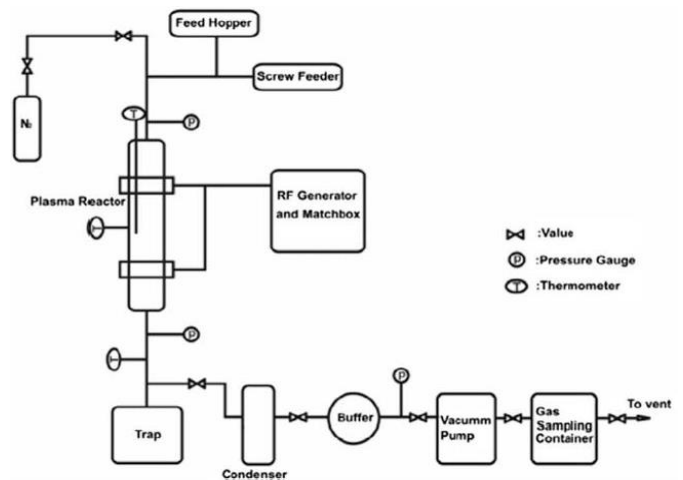 Feed Hopper
Screw Feeder
N₂
T
P
Plasma Reactor
T
RF Generator
and Matchbox
:Value
P :Pressure Gauge
T :Thermometer
P
T
P
Trap
Condenser
Buffer
Vacumm
Pump
Gas
Sampling
Container
To vent